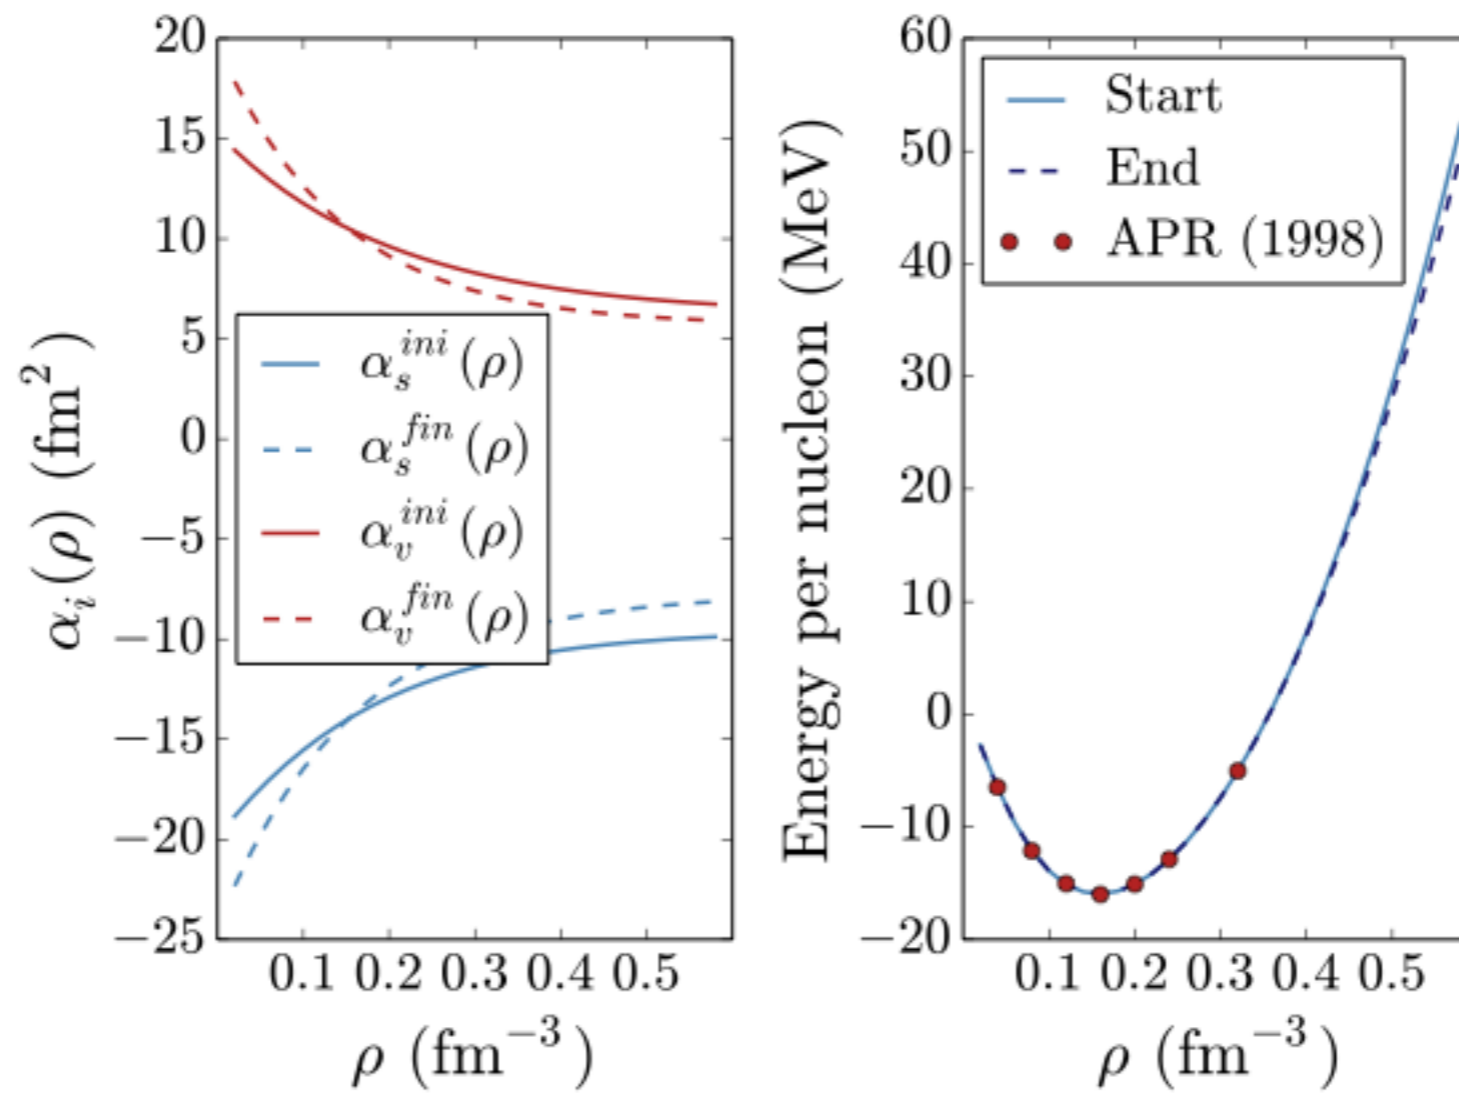 20
15
10
5
0
−5
−10
−15
−20
−25
α_i(ρ) (fm²)
α_s^{ini}(ρ)
α_s^{fin}(ρ)
α_v^{ini}(ρ)
α_v^{fin}(ρ)
0.1 0.2 0.3 0.4 0.5
ρ (fm⁻³)
60
50
40
30
20
10
0
−10
−20
Energy per nucleon (MeV)
Start
End
APR (1998)
0.1 0.2 0.3 0.4 0.5
ρ (fm⁻³)